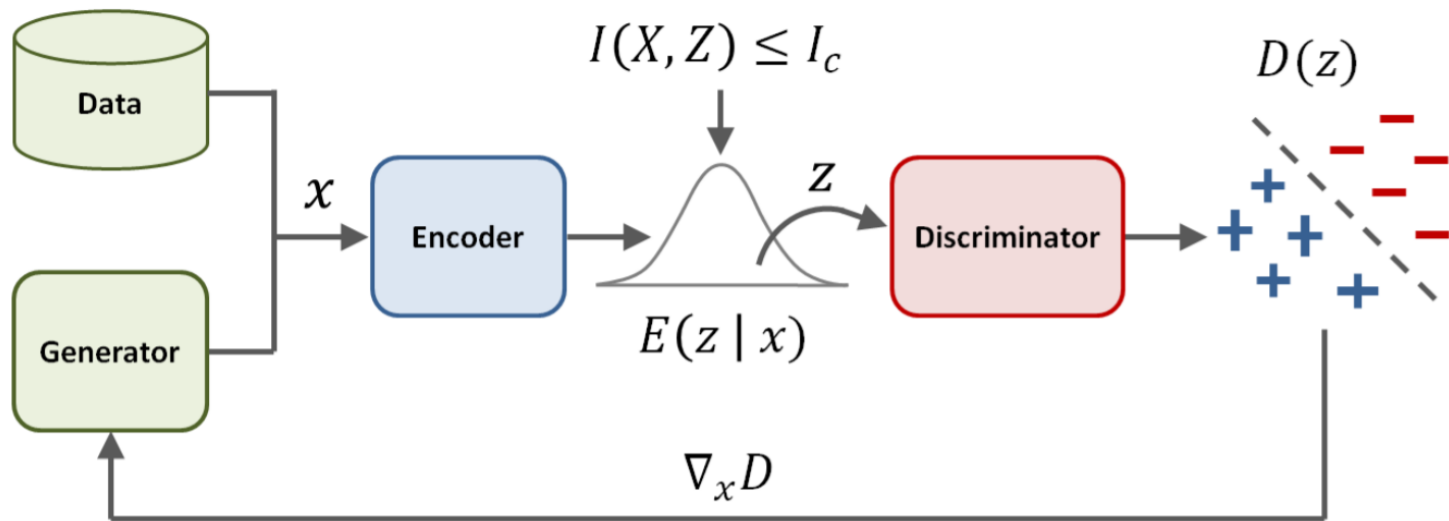 I(X, Z) ≤ I_c
D(z)
Data
x
z
Encoder
Discriminator
Generator
E(z | x)
∇_x D